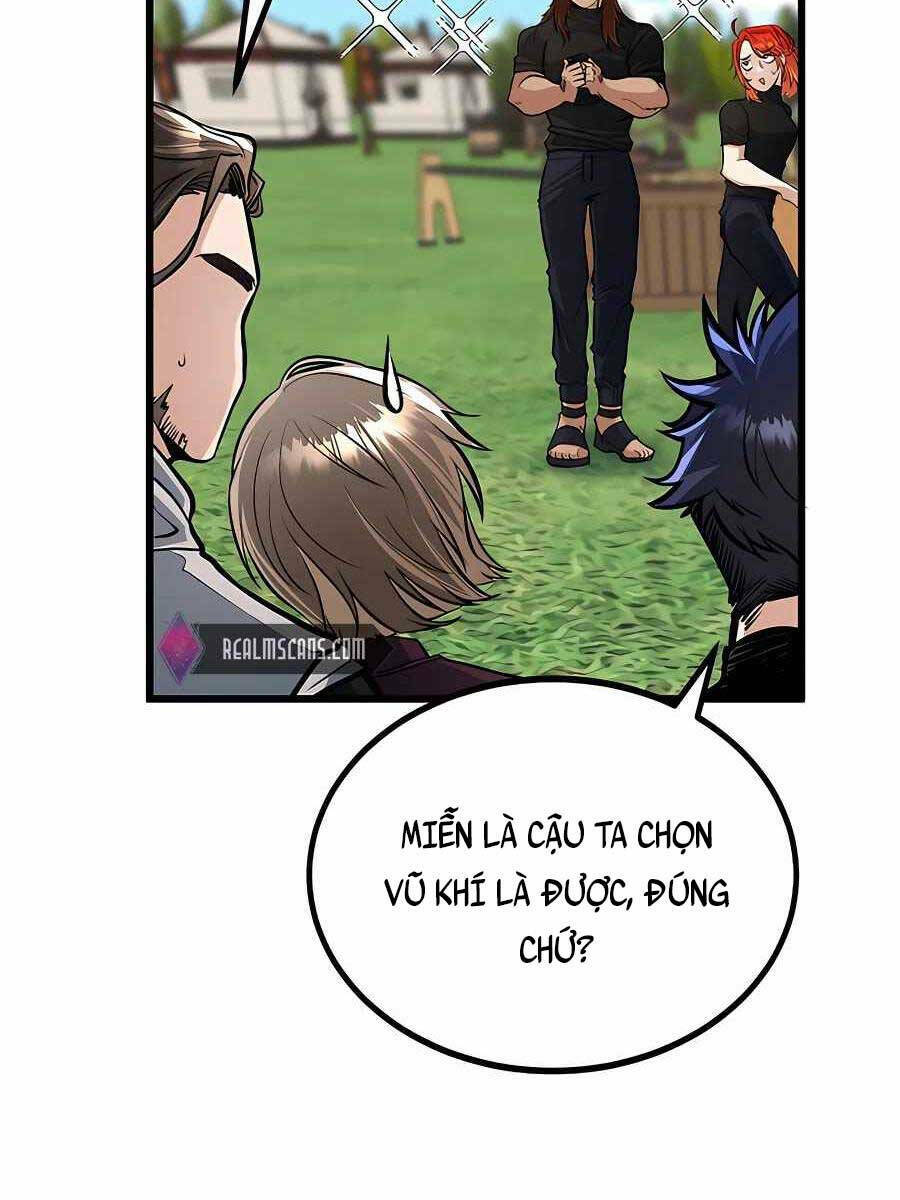 REALMSCANS.COM
MIỄN LÀ CẬU TA CHỌN
VŨ KHÍ LÀ ĐƯỢC, ĐÚNG
CHỨ?